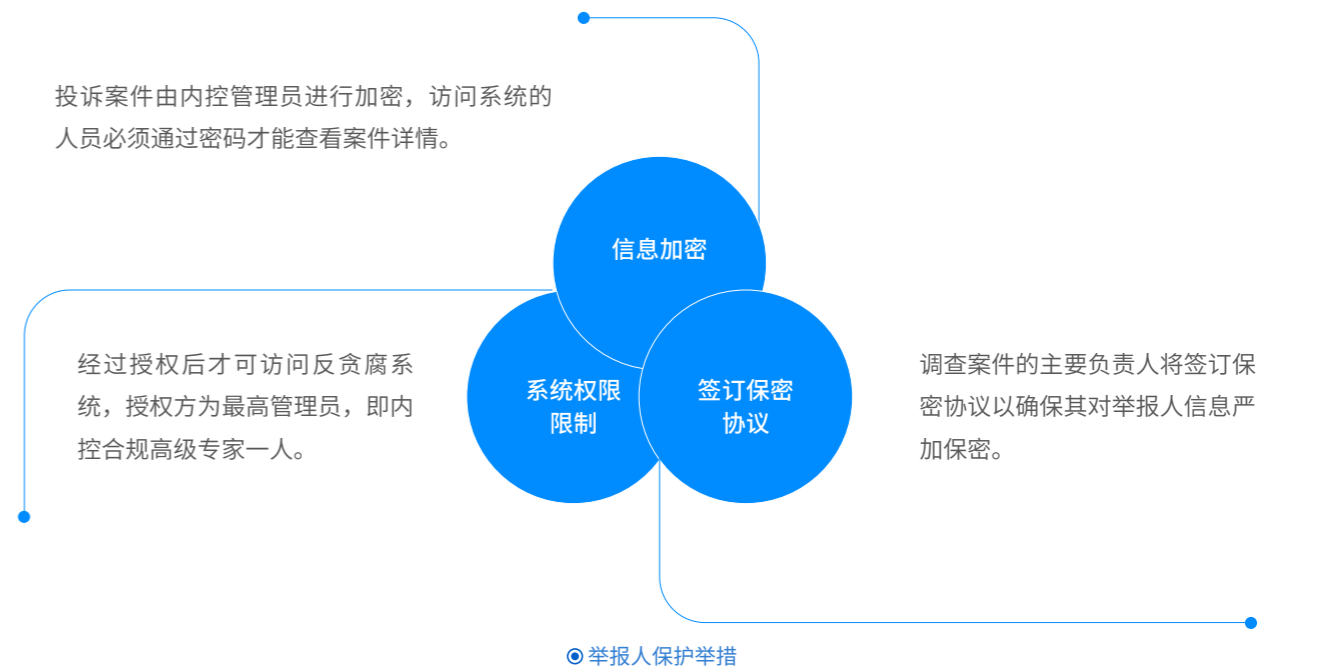 投诉案件由内控管理员进行加密，访问系统的
人员必须通过密码才能查看案件详情。
信息加密
经过授权后才可访问反贪腐系
统，授权方为最高管理员，即内
控合规高级专家一人。
系统权限
限制
签订保密
协议
调查案件的主要负责人将签订保
密协议以确保其对举报人信息严
加保密。
举报人保护举措